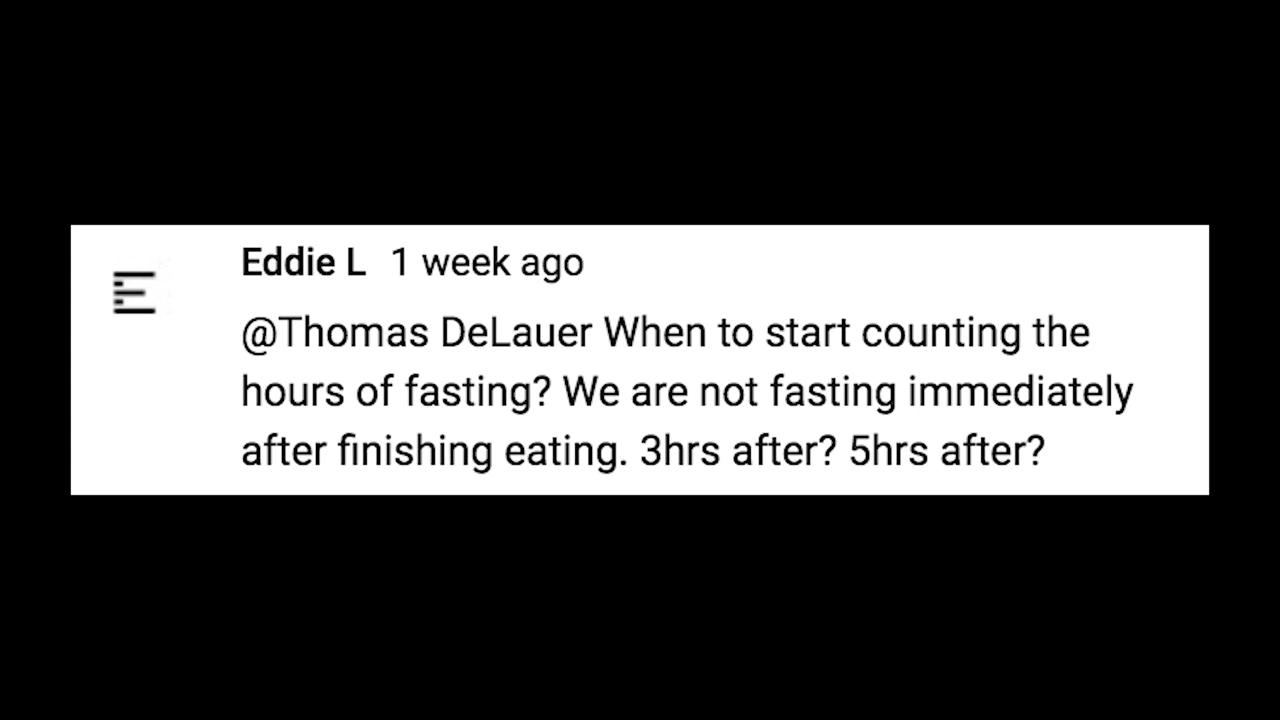 Eddie L 1 week ago
@Thomas DeLauer When to start counting the
hours of fasting? We are not fasting immediately
after finishing eating. 3hrs after? 5hrs after?